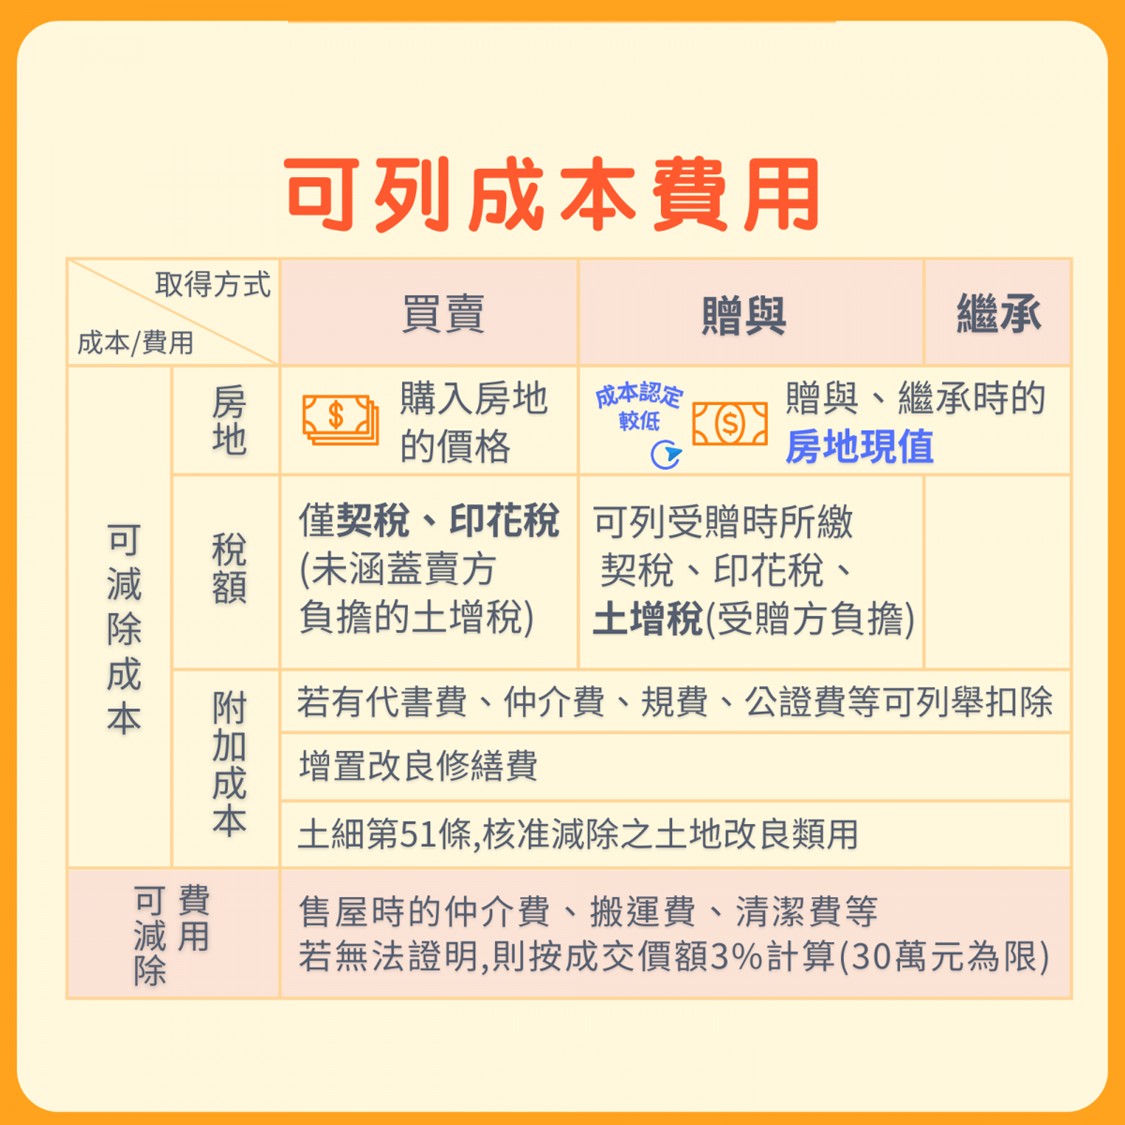 可列成本費用
取得方式
成本/費用
買賣
贈與
繼承
可減除成本
房地
購入房地
的價格
成本認定
較低
贈與、繼承時的
房地現值
稅額
僅契稅、印花稅
(未涵蓋賣方
負擔的土增稅)
可列受贈時所繳
契稅、印花稅、
土增稅(受贈方負擔)
附加成本
若有代書費、仲介費、規費、公證費等可列舉扣除
增置改良修繕費
土細第51條,核准減除之土地改良類用
可減除
費用
售屋時的仲介費、搬運費、清潔費等
若無法證明,則按成交價額3%計算(30萬元為限)